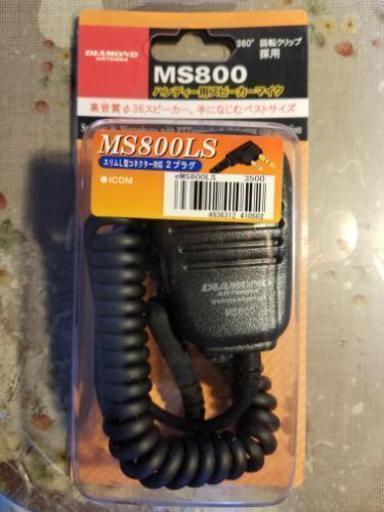 DIAMOND
ANTENNA
360° 回転クリップ
採用
MS800
ハンディー用スピーカーマイク
高音質φ36スピーカー。手になじむベストサイズ
MS800LS
スリムL型コネクター対応 2プラグ
ICOM
eMS800LS 3500
4936317 410502
DIAMOND
ANTENNA
MS800